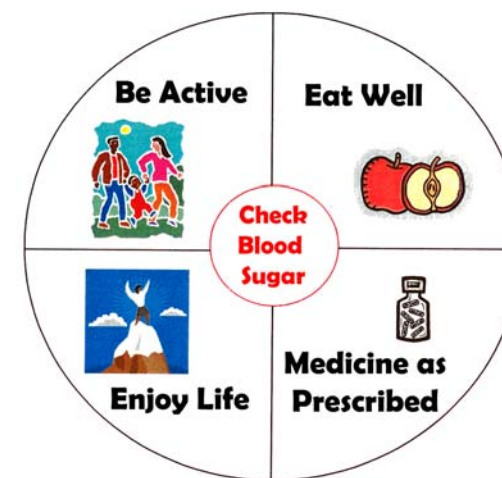 Be Active
Eat Well
Check
Blood
Sugar
Enjoy Life
Medicine as
Prescribed